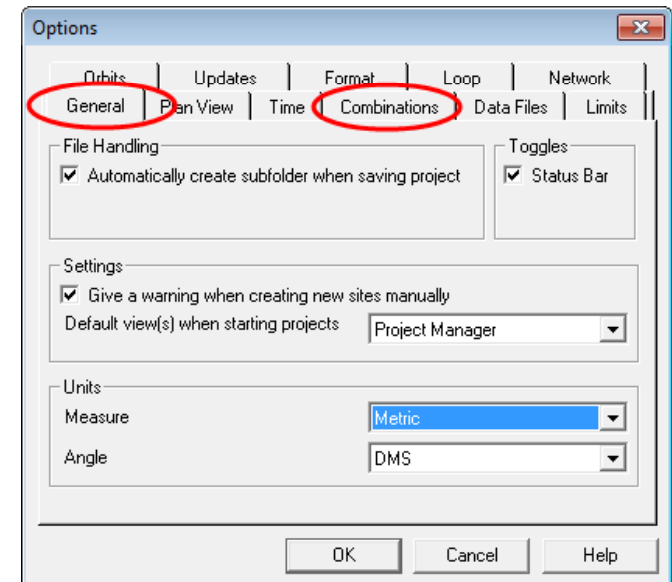 Options
Orbits Updates Format Loop Network
General Plan View Time Combinations Data Files Limits
File Handling Toggles
Automatically create subfolder when saving project Status Bar
Settings
Give a warning when creating new sites manually
Default view(s) when starting projects Project Manager
Units
Measure Metric
Angle DMS
OK Cancel Help